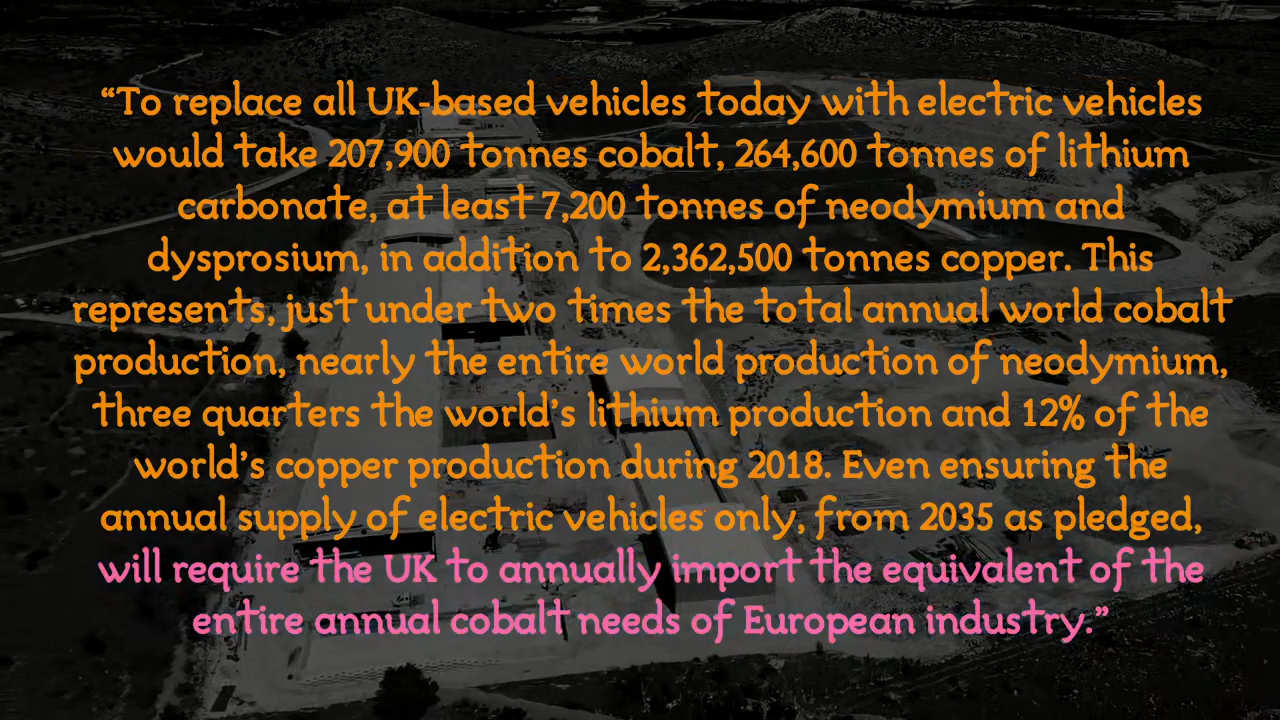 “To replace all UK-based vehicles today with electric vehicles
would take 207,900 tonnes cobalt, 264,600 tonnes of lithium
carbonate, at least 7,200 tonnes of neodymium and
dysprosium, in addition to 2,362,500 tonnes copper. This
represents, just under two times the total annual world cobalt
production, nearly the entire world production of neodymium,
three quarters the world’s lithium production and 12% of the
world’s copper production during 2018. Even ensuring the
annual supply of electric vehicles only, from 2035 as pledged,
will require the UK to annually import the equivalent of the
entire annual cobalt needs of European industry.”